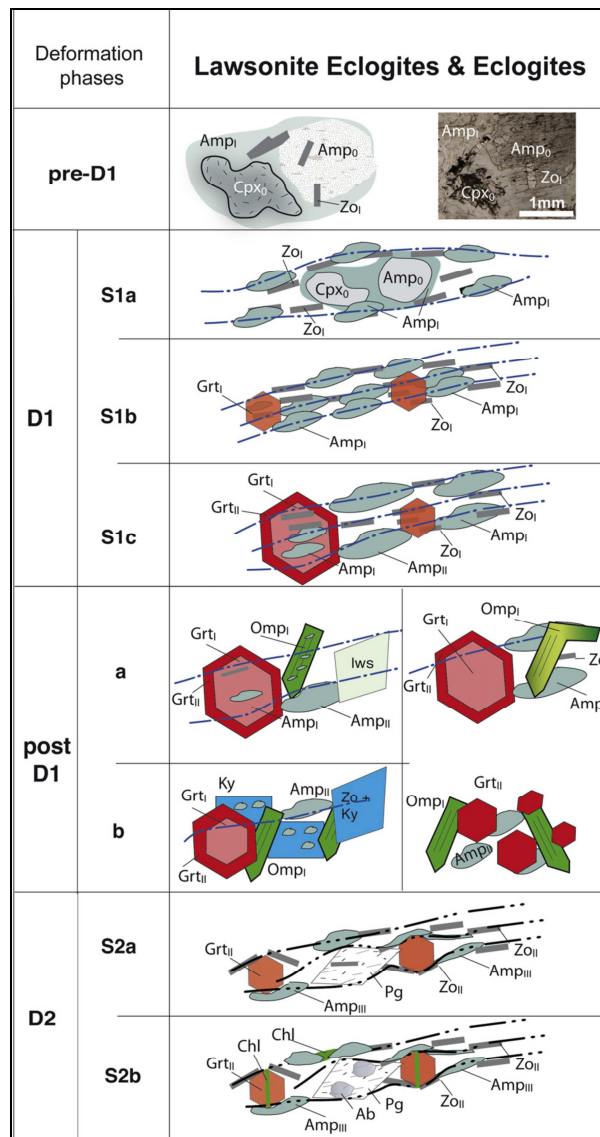 Deformation
phases
Lawsonite Eclogites & Eclogites
pre-D1
AmpI
Amp0
Cpx0
ZoI
AmpI
Amp0
ZoI
Cpx0
1mm
D1
S1a
ZoI
Cpx0
Amp0
ZoI
AmpI
AmpI
S1b
GrtI
ZoI
ZoI
AmpI
AmpI
S1c
GrtI
GrtII
ZoI
ZoI
AmpI
AmpI
AmpII
post
D1
a
OmpI
GrtI
lws
GrtII
AmpI
AmpII
OmpI
GrtI
Zo
GrtII
Amp
b
Ky
AmpII
GrtI
Zo +
Ky
GrtII
OmpI
GrtII
OmpI
AmpII
D2
S2a
GrtII
ZoII
AmpIII
Pg
ZoII
AmpIII
S2b
Chl
Chl
GrtII
ZoII
AmpIII
Pg
ZoII
Ab
AmpIII